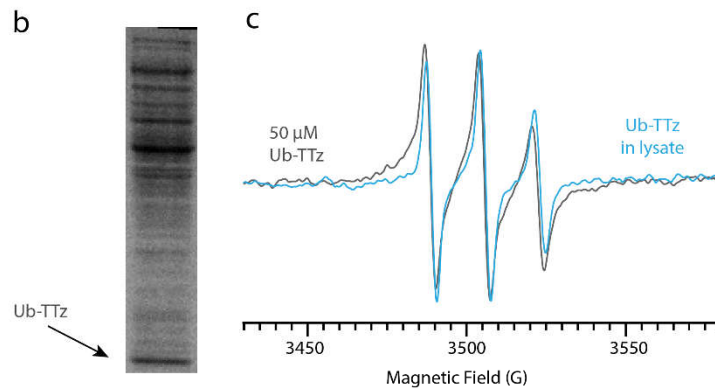 b
Ub-TTz
c
50 µM
Ub-TTz
Ub-TTz
in lysate
3450
3500
3550
Magnetic Field (G)